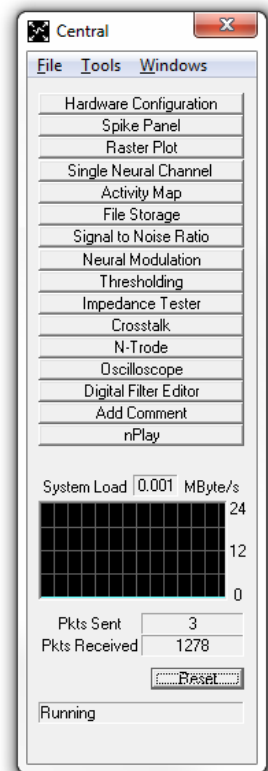 Central
File Tools Windows
Hardware Configuration
Spike Panel
Raster Plot
Single Neural Channel
Activity Map
File Storage
Signal to Noise Ratio
Neural Modulation
Thresholding
Impedance Tester
Crosstalk
N-Trode
Oscilloscope
Digital Filter Editor
Add Comment
nPlay
System Load 0.001 MByte/s
24
12
0
Pkts Sent 3
Pkts Received 1278
Reset
Running